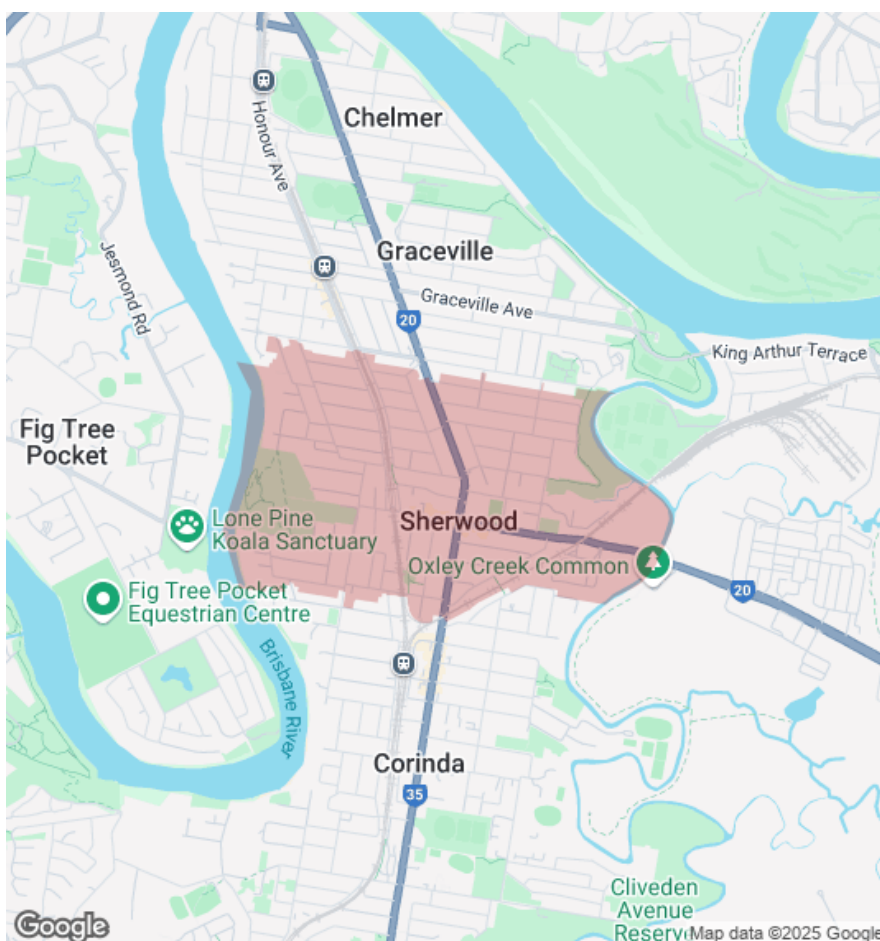 Chelmer
Honour Ave
Graceville
Jesmond Rd
Graceville Ave
20
King Arthur Terrace
Fig Tree
Pocket
Lone Pine
Koala Sanctuary
Sherwood
Oxley Creek Common
Fig Tree Pocket
Equestrian Centre
20
Brisbane River
Corinda
35
Cliveden
Avenue
Reserve
Google
Map data ©2025 Google